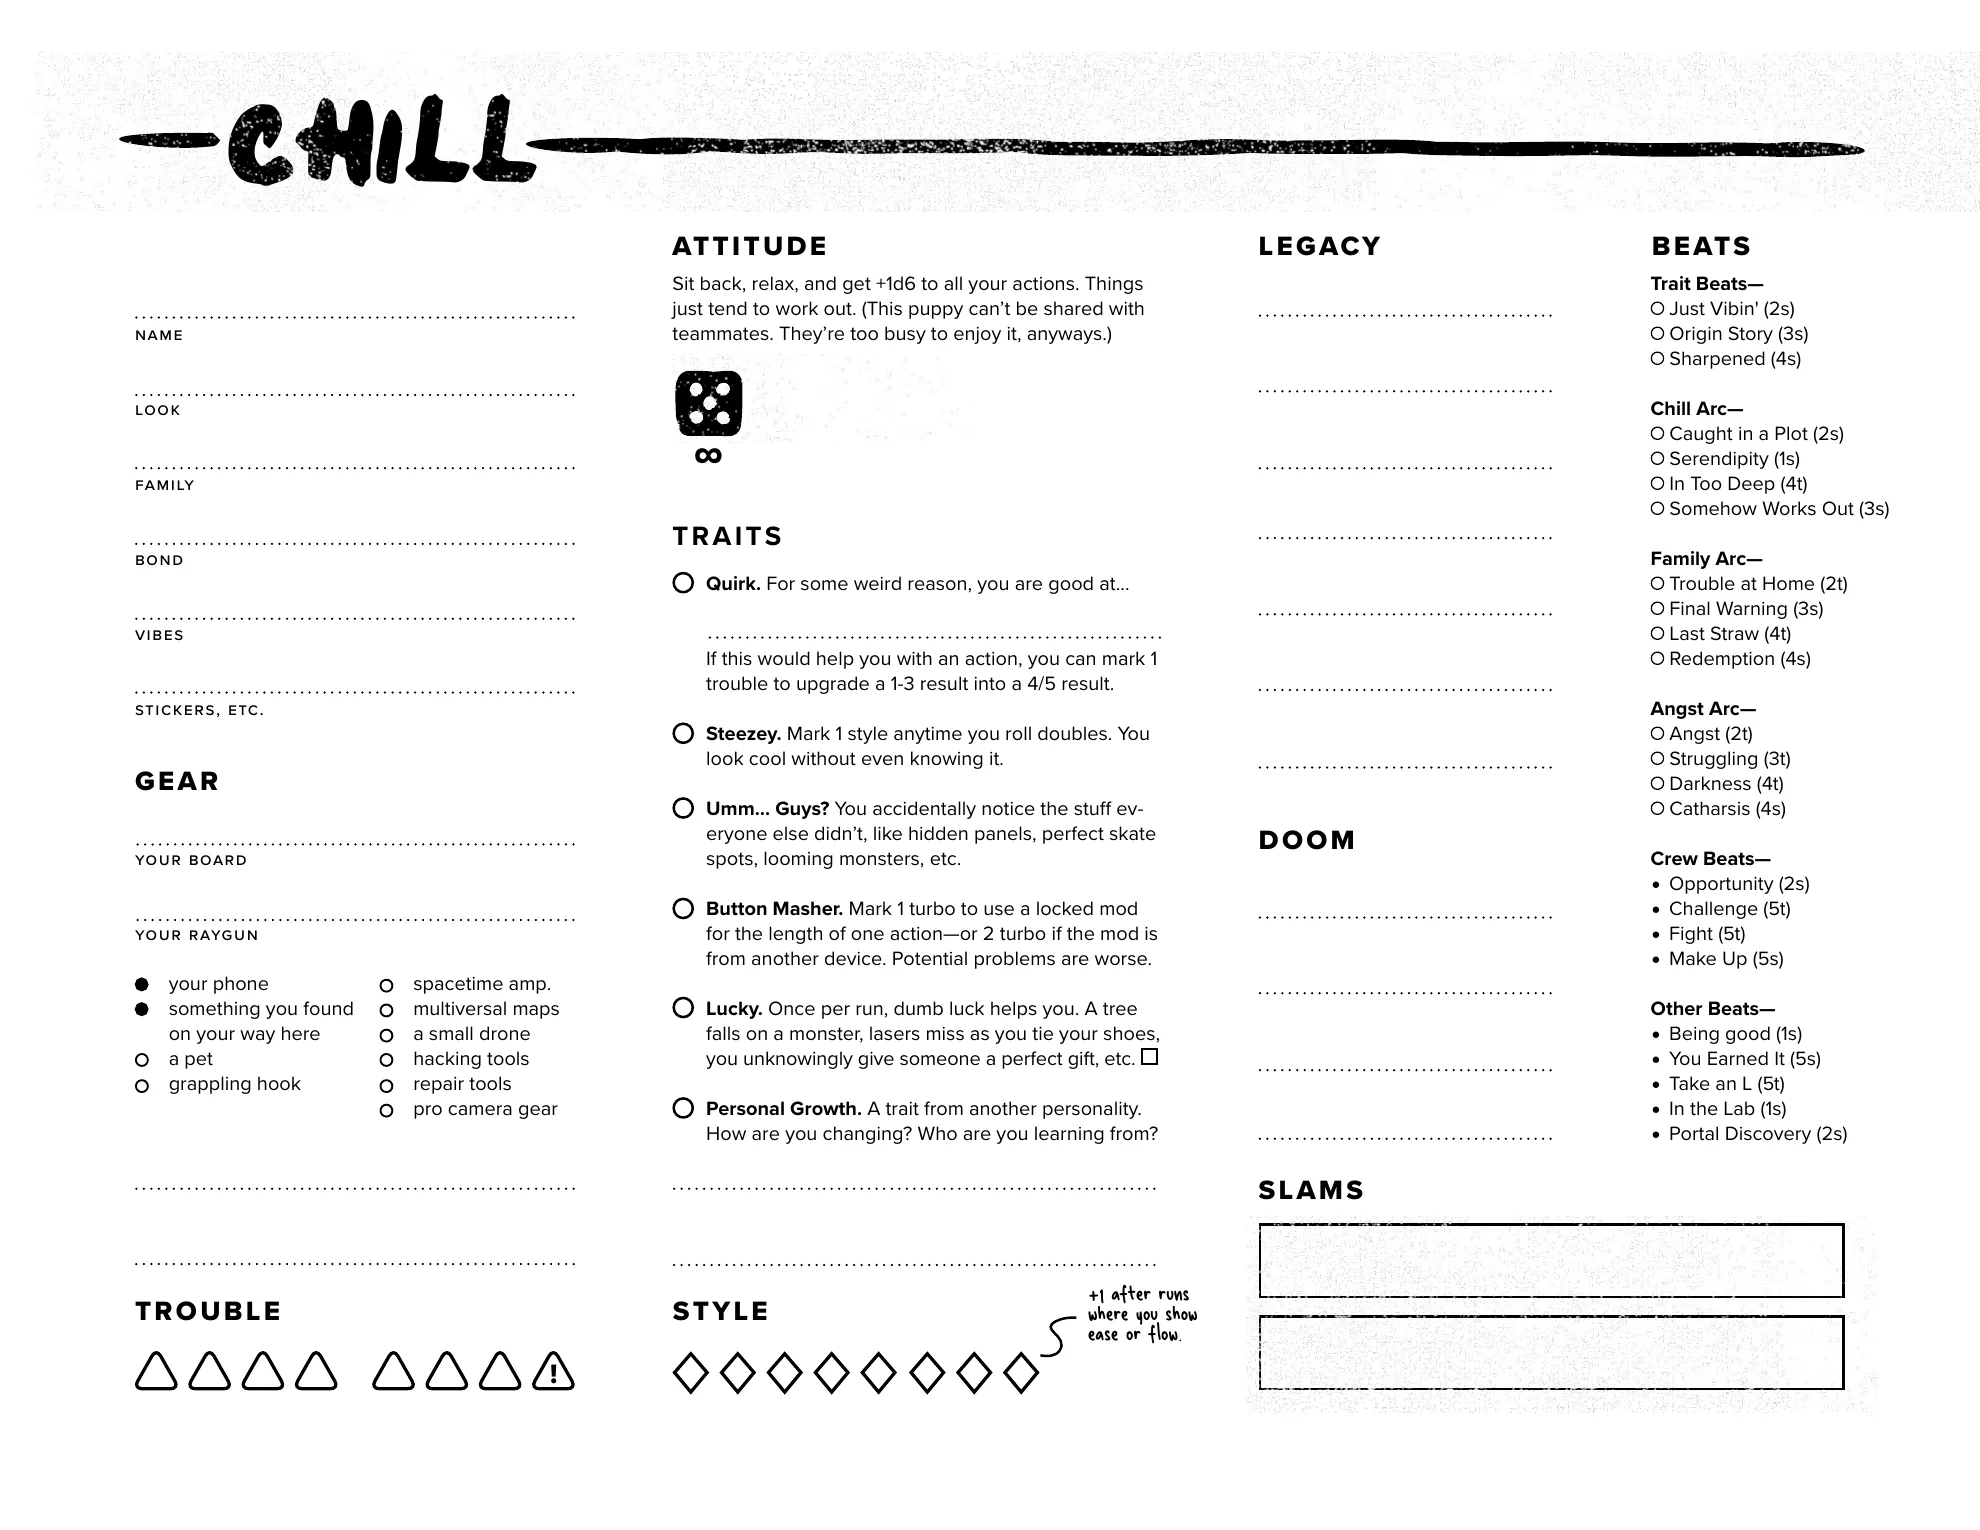 CHILL
NAME
LOOK
FAMILY
BOND
VIBES
STICKERS, ETC.
GEAR
YOUR BOARD
YOUR RAYGUN
your phone
something you found
on your way here
a pet
grappling hook
spacetime amp.
multiversal maps
a small drone
hacking tools
repair tools
pro camera gear
TROUBLE
!
ATTITUDE
Sit back, relax, and get +1d6 to all your actions. Things
just tend to work out. (This puppy can’t be shared with
teammates. They’re too busy to enjoy it, anyways.)
∞
TRAITS
Quirk. For some weird reason, you are good at...
If this would help you with an action, you can mark 1
trouble to upgrade a 1-3 result into a 4/5 result.
Steezey. Mark 1 style anytime you roll doubles. You
look cool without even knowing it.
Umm... Guys? You accidentally notice the stuff ev-
eryone else didn’t, like hidden panels, perfect skate
spots, looming monsters, etc.
Button Masher. Mark 1 turbo to use a locked mod
for the length of one action—or 2 turbo if the mod is
from another device. Potential problems are worse.
Lucky. Once per run, dumb luck helps you. A tree
falls on a monster, lasers miss as you tie your shoes,
you unknowingly give someone a perfect gift, etc.
Personal Growth. A trait from another personality.
How are you changing? Who are you learning from?
STYLE
+1 after runs
where you show
ease or flow.
LEGACY
DOOM
SLAMS
BEATS
Trait Beats—
Just Vibin' (2s)
Origin Story (3s)
Sharpened (4s)
Chill Arc—
Caught in a Plot (2s)
Serendipity (1s)
In Too Deep (4t)
Somehow Works Out (3s)
Family Arc—
Trouble at Home (2t)
Final Warning (3s)
Last Straw (4t)
Redemption (4s)
Angst Arc—
Angst (2t)
Struggling (3t)
Darkness (4t)
Catharsis (4s)
Crew Beats—
• Opportunity (2s)
• Challenge (5t)
• Fight (5t)
• Make Up (5s)
Other Beats—
• Being good (1s)
• You Earned It (5s)
• Take an L (5t)
• In the Lab (1s)
• Portal Discovery (2s)